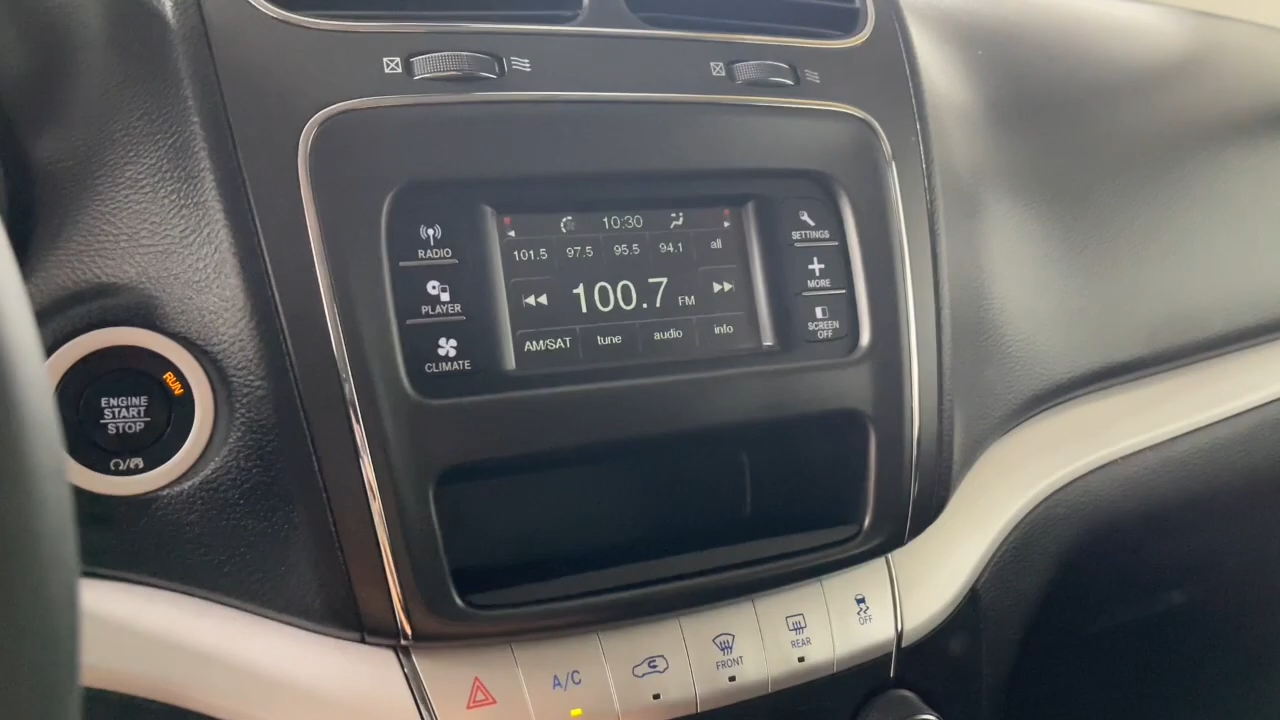 RADIO
PLAYER
CLIMATE
10:30
101.5 97.5 95.5 94.1 all
100.7 FM
AM/SAT tune audio info
SETTINGS
MORE
SCREEN
OFF
RUN
ENGINE
START
STOP
A/C
FRONT
REAR
OFF